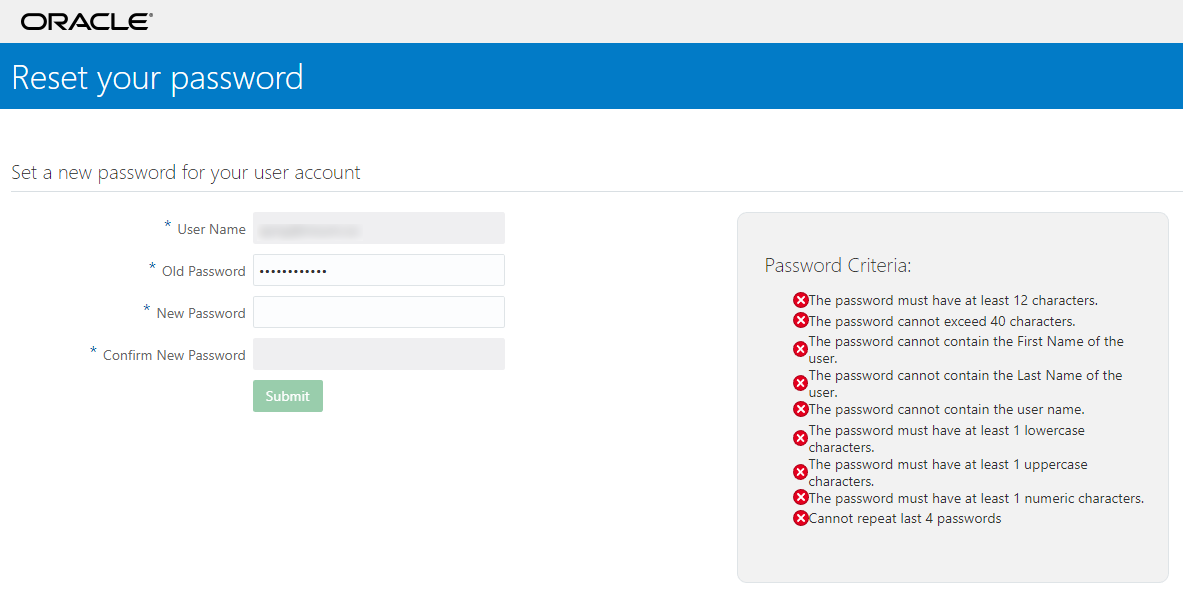 ORACLE®
Reset your password
Set a new password for your user account
* User Name
* Old Password ••••••••••••
* New Password
* Confirm New Password
Submit
Password Criteria:
The password must have at least 12 characters.
The password cannot exceed 40 characters.
The password cannot contain the First Name of the
user.
The password cannot contain the Last Name of the
user.
The password cannot contain the user name.
The password must have at least 1 lowercase
characters.
The password must have at least 1 uppercase
characters.
The password must have at least 1 numeric characters.
Cannot repeat last 4 passwords